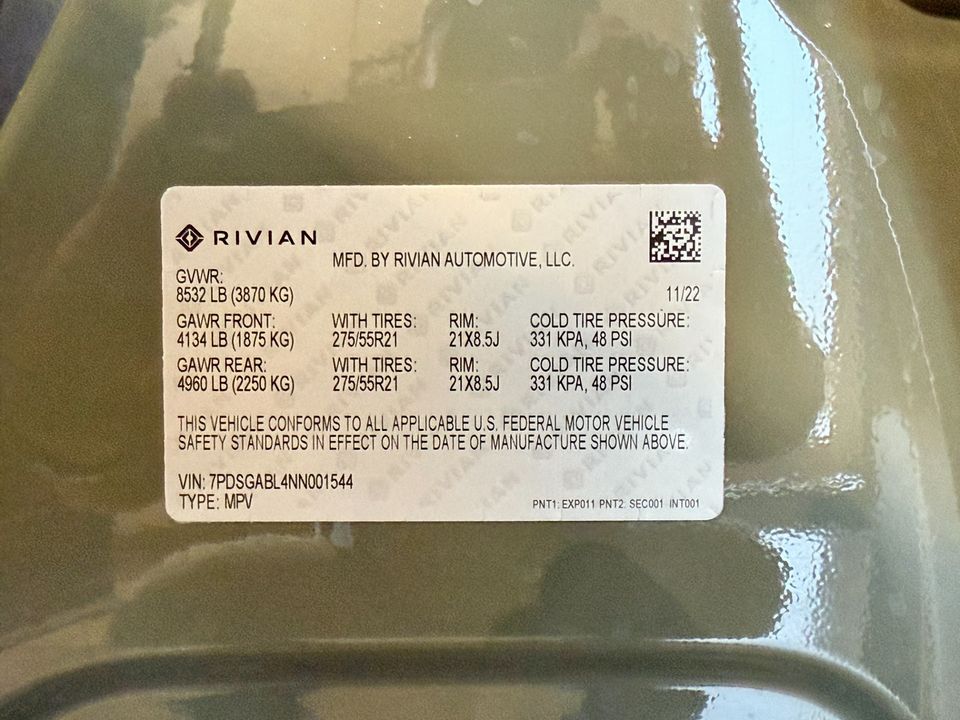 RIVIAN
MFD. BY RIVIAN AUTOMOTIVE, LLC.
GVWR:
8532 LB (3870 KG) 11/22
GAWR FRONT: WITH TIRES: RIM: COLD TIRE PRESSURE:
4134 LB (1875 KG) 275/55R21 21X8.5J 331 KPA, 48 PSI
GAWR REAR: WITH TIRES: RIM: COLD TIRE PRESSURE:
4960 LB (2250 KG) 275/55R21 21X8.5J 331 KPA, 48 PSI
THIS VEHICLE CONFORMS TO ALL APPLICABLE U.S. FEDERAL MOTOR VEHICLE
SAFETY STANDARDS IN EFFECT ON THE DATE OF MANUFACTURE SHOWN ABOVE.
VIN: 7PDSGABL4NN001544
TYPE: MPV PNT1: EXP011 PNT2: SEC001 INT001